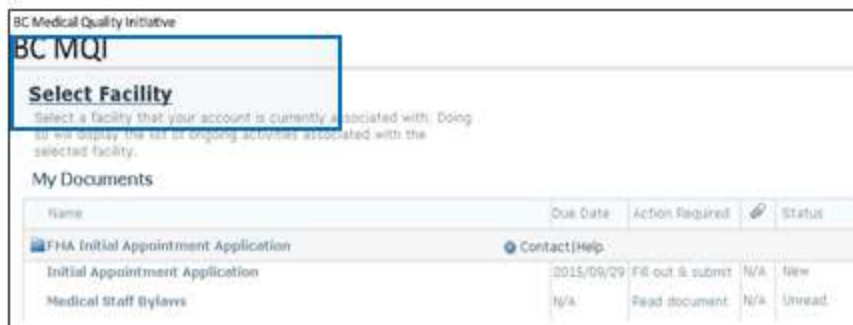 BC Medical Quality Initiative
BC MQI
Select Facility
Select a facility that your account is currently associated with. Doing
so will display the list of ongoing activities associated with the
selected facility.
My Documents
Name Due Date Action Required Status
FHA Initial Appointment Application Contact|Help
Initial Appointment Application 2015/09/29 Fill out & submit N/A New
Medical Staff Bylaws N/A Read document N/A Unread